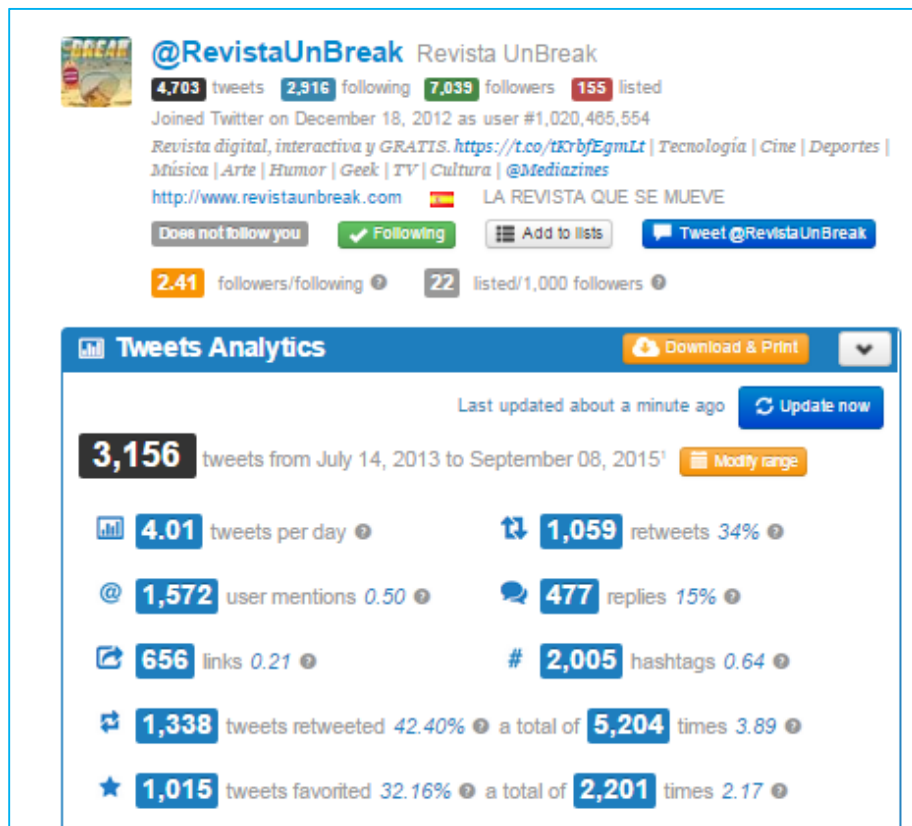 BREAK
@RevistaUnBreak Revista UnBreak
4,703 tweets 2,916 following 7,039 followers 155 listed
Joined Twitter on December 18, 2012 as user #1,020,465,554
Revista digital, interactiva y GRATIS. https://t.co/tKrbfEgmLt | Tecnología | Cine | Deportes |
Música | Arte | Humor | Geek | TV | Cultura | @Mediazines
http://www.revistaunbreak.com LA REVISTA QUE SE MUEVE
Does not follow you Following Add to lists Tweet @RevistaUnBreak
2.41 followers/following ? 22 listed/1,000 followers ?
Tweets Analytics Download & Print
Last updated about a minute ago Update now
3,156 tweets from July 14, 2013 to September 08, 2015¹ Modify range
4.01 tweets per day ? 1,059 retweets 34% ?
@ 1,572 user mentions 0.50 ? 477 replies 15% ?
656 links 0.21 ? # 2,005 hashtags 0.64 ?
1,338 tweets retweeted 42.40% ? a total of 5,204 times 3.89 ?
1,015 tweets favorited 32.16% ? a total of 2,201 times 2.17 ?